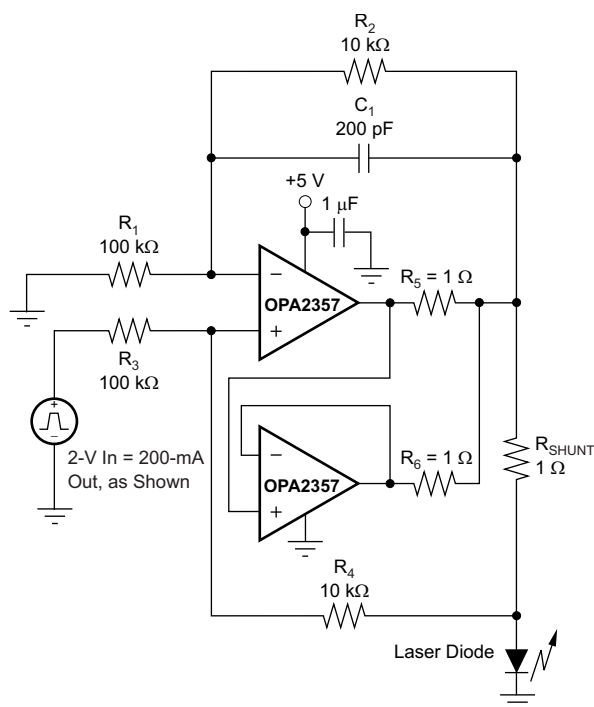 R2
10 kΩ
C1
200 pF
+5 V
1 μF
R1
100 kΩ
−
OPA2357
+
R5 = 1 Ω
R3
100 kΩ
+
−
2-V In = 200-mA
Out, as Shown
−
OPA2357
+
R6 = 1 Ω
RSHUNT
1 Ω
R4
10 kΩ
Laser Diode